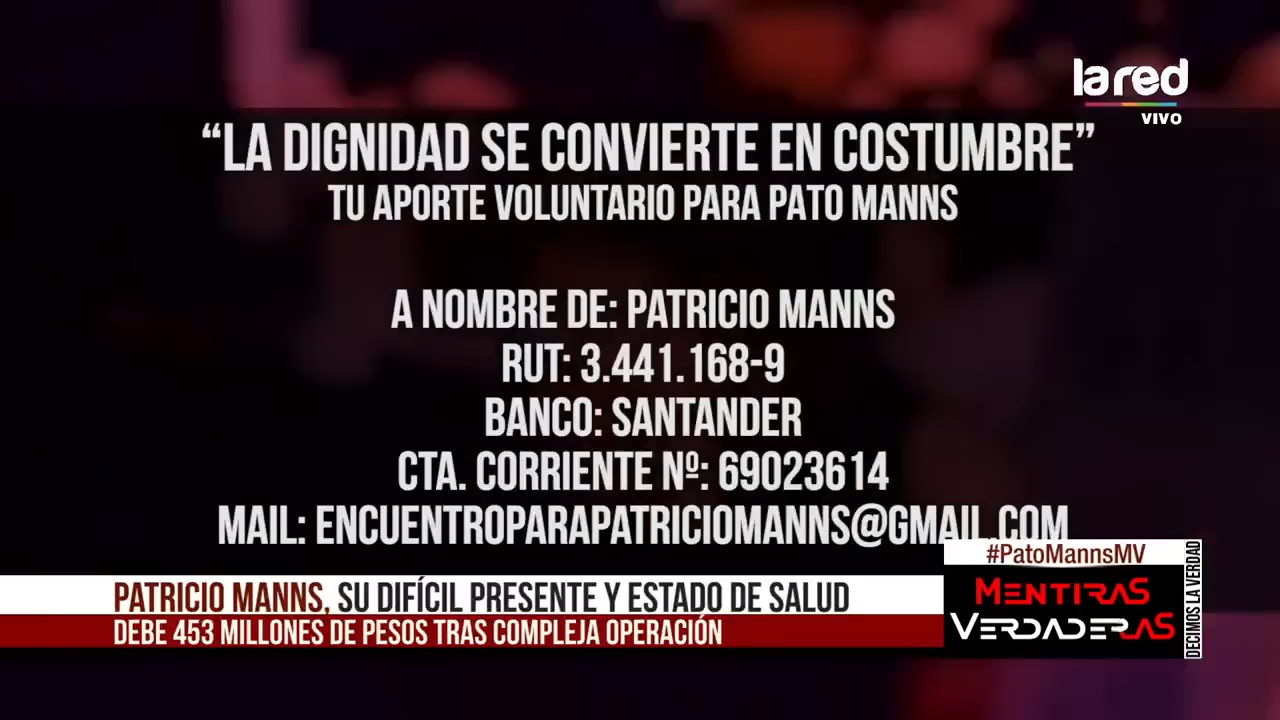 lared
VIVO
“LA DIGNIDAD SE CONVIERTE EN COSTUMBRE”
TU APORTE VOLUNTARIO PARA PATO MANNS
A NOMBRE DE: PATRICIO MANNS
RUT: 3.441.168-9
BANCO: SANTANDER
CTA. CORRIENTE Nº: 69023614
MAIL: ENCUENTROPARAPATRICIOMANNS@GMAIL.COM
#PatoMannsMV
PATRICIO MANNS, SU DIFÍCIL PRESENTE Y ESTADO DE SALUD
DEBE 453 MILLONES DE PESOS TRAS COMPLEJA OPERACIÓN
MENTIRAS
VERDADERAS
DECIMOS LA VERDAD